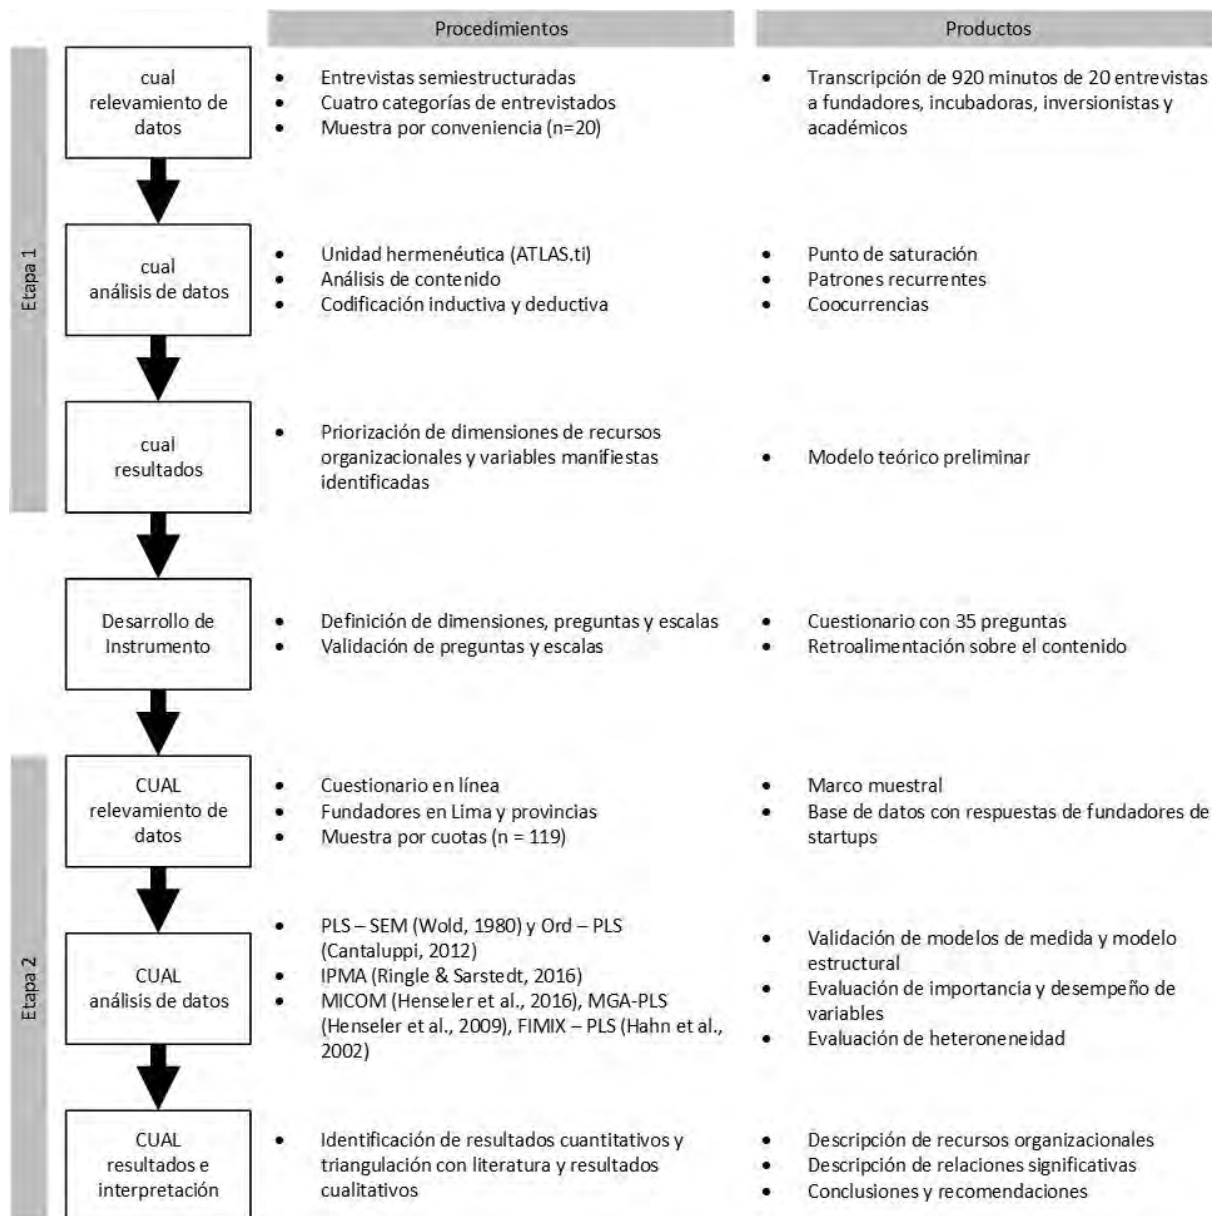 Procedimientos
Productos
Etapa 1
cual
relevamiento de
datos
• Entrevistas semiestructuradas
• Cuatro categorías de entrevistados
• Muestra por conveniencia (n=20)
• Transcripción de 920 minutos de 20 entrevistas
a fundadores, incubadoras, inversionistas y
académicos
cual
análisis de datos
• Unidad hermenéutica (ATLAS.ti)
• Análisis de contenido
• Codificación inductiva y deductiva
• Punto de saturación
• Patrones recurrentes
• Coocurrencias
cual
resultados
• Priorización de dimensiones de recursos
organizacionales y variables manifiestas
identificadas
• Modelo teórico preliminar
Desarrollo de
Instrumento
• Definición de dimensiones, preguntas y escalas
• Validación de preguntas y escalas
• Cuestionario con 35 preguntas
• Retroalimentación sobre el contenido
Etapa 2
CUAL
relevamiento de
datos
• Cuestionario en línea
• Fundadores en Lima y provincias
• Muestra por cuotas (n = 119)
• Marco muestral
• Base de datos con respuestas de fundadores de
startups
CUAL
análisis de datos
• PLS – SEM (Wold, 1980) y Ord – PLS
(Cantaluppi, 2012)
• IPMA (Ringle & Sarstedt, 2016)
• MICOM (Henseler et al., 2016), MGA-PLS
(Henseler et al., 2009), FIMIX – PLS (Hahn et al.,
2002)
• Validación de modelos de medida y modelo
estructural
• Evaluación de importancia y desempeño de
variables
• Evaluación de heteroneneidad
CUAL
resultados e
interpretación
• Identificación de resultados cuantitativos y
triangulación con literatura y resultados
cualitativos
• Descripción de recursos organizacionales
• Descripción de relaciones significativas
• Conclusiones y recomendaciones